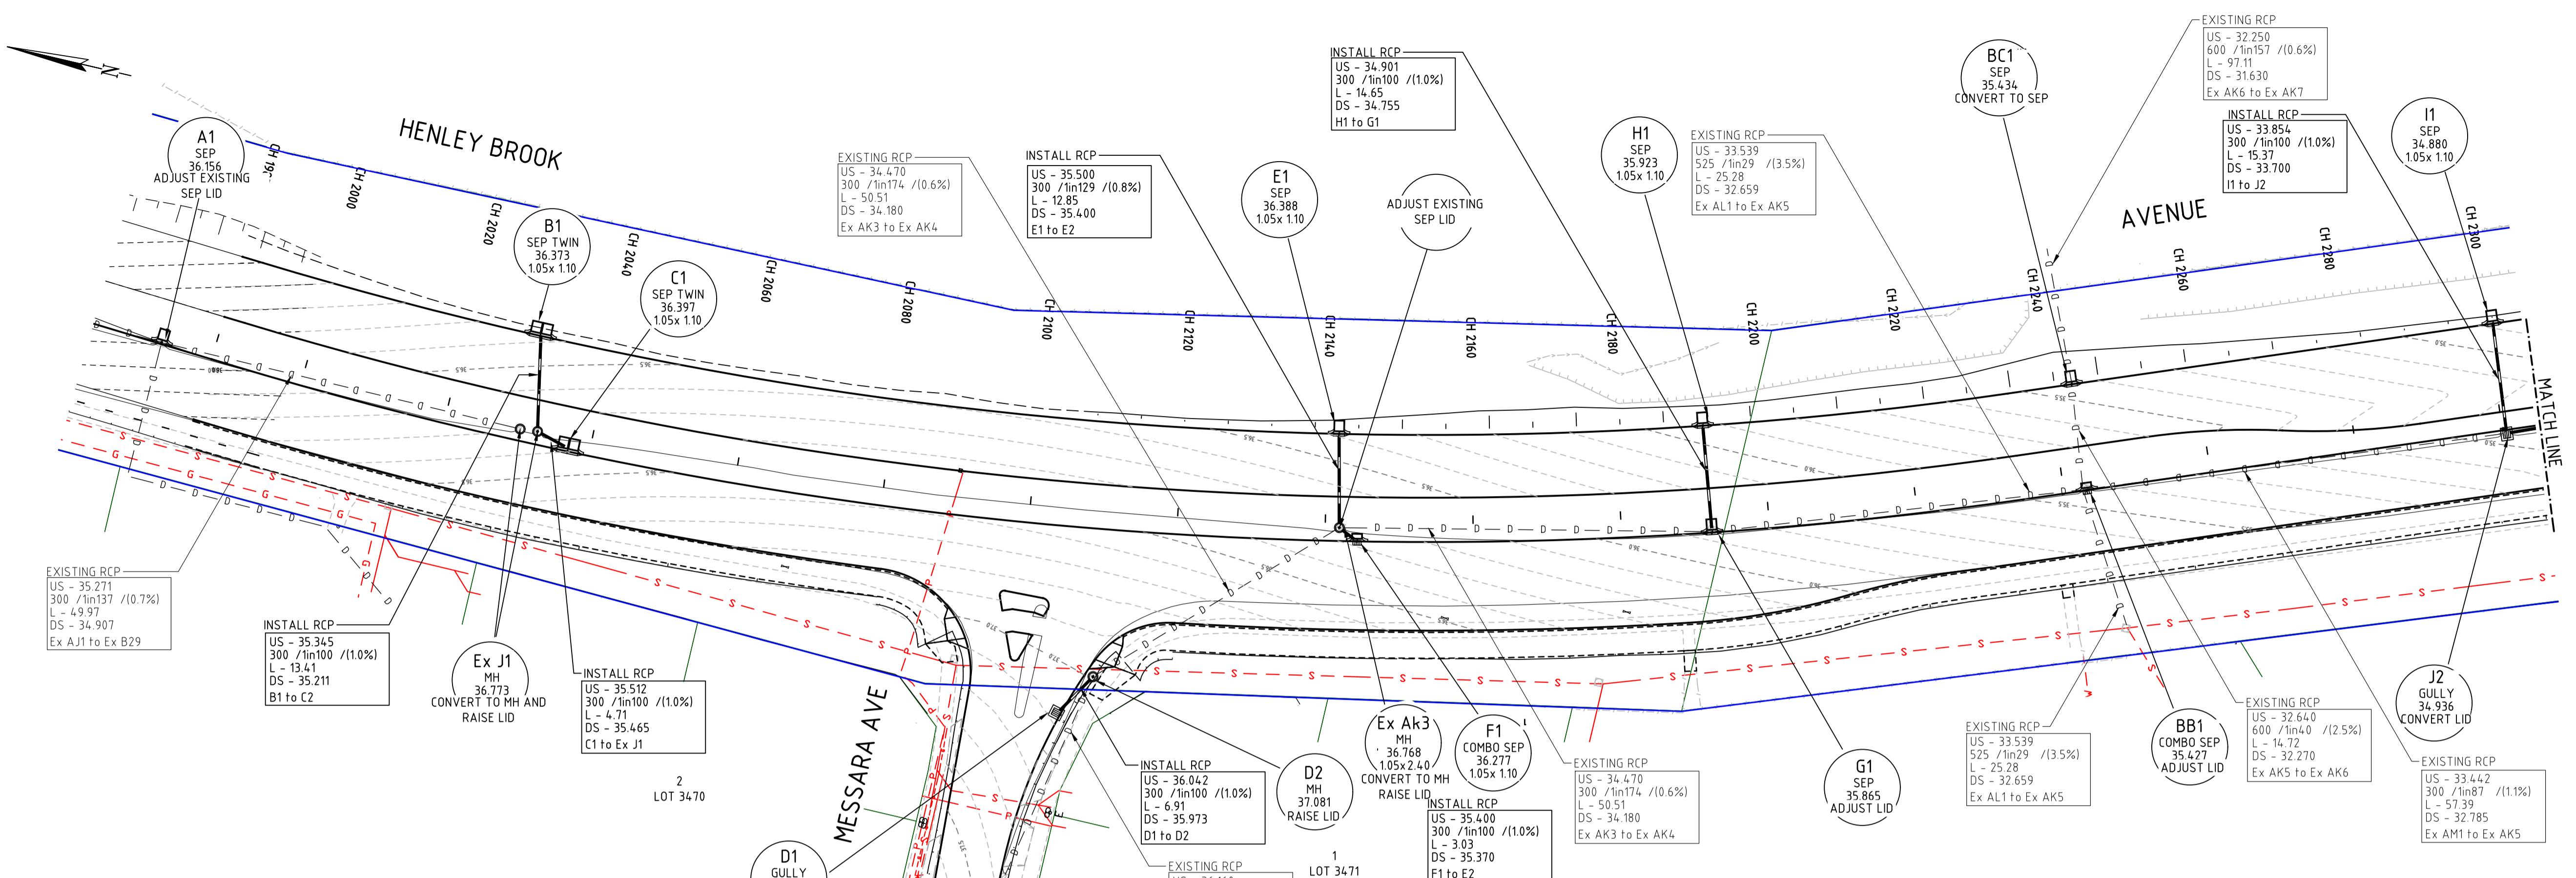 N
HENLEY BROOK
AVENUE
MESSARA AVE
MATCH LINE
CH 2000
CH 2020
CH 2040
CH 2060
CH 2080
CH 2100
CH 2120
CH 2140
CH 2160
CH 2180
CH 2200
CH 2220
CH 2240
CH 2260
CH 2280
CH 2300
A1
SEP
36.156
ADJUST EXISTING
SEP LID
B1
SEP TWIN
36.373
1.05x 1.10
C1
SEP TWIN
36.397
1.05x 1.10
EXISTING RCP
US - 34.470
300 /1in174 /(0.6%)
L - 50.51
DS - 34.180
Ex AK3 to Ex AK4
INSTALL RCP
US - 35.500
300 /1in129 /(0.8%)
L - 12.85
DS - 35.400
E1 to E2
E1
SEP
36.388
1.05x 1.10
INSTALL RCP
US - 34.901
300 /1in100 /(1.0%)
L - 14.65
DS - 34.755
H1 to G1
ADJUST EXISTING
SEP LID
H1
SEP
35.923
1.05x 1.10
EXISTING RCP
US - 33.539
525 /1in29 /(3.5%)
L - 25.28
DS - 32.659
Ex AL1 to Ex AK5
BC1
SEP
35.434
CONVERT TO SEP
EXISTING RCP
US - 32.250
600 /1in157 /(0.6%)
L - 97.11
DS - 31.630
Ex AK6 to Ex AK7
INSTALL RCP
US - 33.854
300 /1in100 /(1.0%)
L - 15.37
DS - 33.700
I1 to J2
I1
SEP
34.880
1.05x 1.10
EXISTING RCP
US - 35.271
300 /1in137 /(0.7%)
L - 49.97
DS - 34.907
Ex AJ1 to Ex B29
INSTALL RCP
US - 35.345
300 /1in100 /(1.0%)
L - 13.41
DS - 35.211
B1 to C2
Ex J1
MH
36.773
CONVERT TO MH AND
RAISE LID
INSTALL RCP
US - 35.512
300 /1in100 /(1.0%)
L - 4.71
DS - 35.465
C1 to Ex J1
2
LOT 3470
D1
GULLY
INSTALL RCP
US - 36.042
300 /1in100 /(1.0%)
L - 6.91
DS - 35.973
D1 to D2
EXISTING RCP
D2
MH
37.081
RAISE LID
1
LOT 3471
Ex Ak3
MH
36.768
1.05x2.40
CONVERT TO MH
RAISE LID
F1
COMBO SEP
36.277
1.05x 1.10
INSTALL RCP
US - 35.400
300 /1in100 /(1.0%)
L - 3.03
DS - 35.370
F1 to E2
EXISTING RCP
US - 34.470
300 /1in174 /(0.6%)
L - 50.51
DS - 34.180
Ex AK3 to Ex AK4
G1
SEP
35.865
ADJUST LID
EXISTING RCP
US - 33.539
525 /1in29 /(3.5%)
L - 25.28
DS - 32.659
Ex AL1 to Ex AK5
BB1
COMBO SEP
35.427
ADJUST LID
EXISTING RCP
US - 32.640
600 /1in40 /(2.5%)
L - 14.72
DS - 32.270
Ex AK5 to Ex AK6
J2
GULLY
34.936
CONVERT LID
EXISTING RCP
US - 33.442
300 /1in87 /(1.1%)
L - 57.39
DS - 32.785
Ex AM1 to Ex AK5